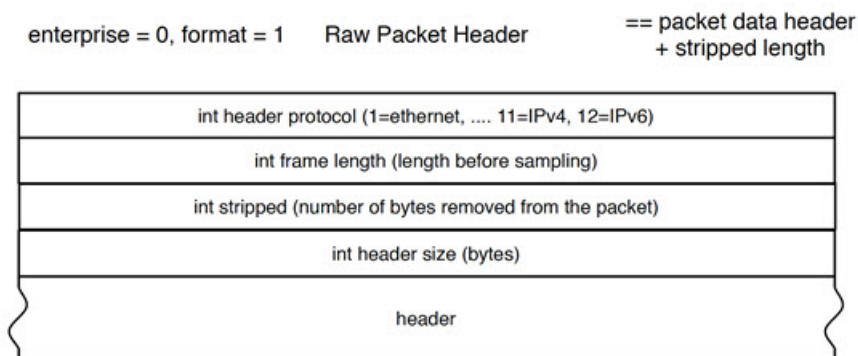 enterprise = 0, format = 1 Raw Packet Header == packet data header
+ stripped length
int header protocol (1=ethernet, .... 11=IPv4, 12=IPv6)
int frame length (length before sampling)
int stripped (number of bytes removed from the packet)
int header size (bytes)
header